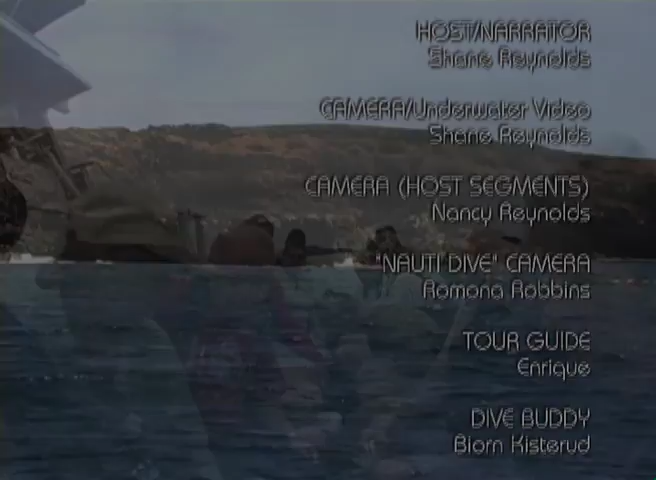 HOST/NARRATOR
Shane Reynolds
CAMERA/Underwater Video
Shane Reynolds
CAMERA (HOST SEGMENTS)
Nancy Reynolds
"NAUTI DIVE" CAMERA
Romona Robbins
TOUR GUIDE
Enrique
DIVE BUDDY
Bjorn Kisterud